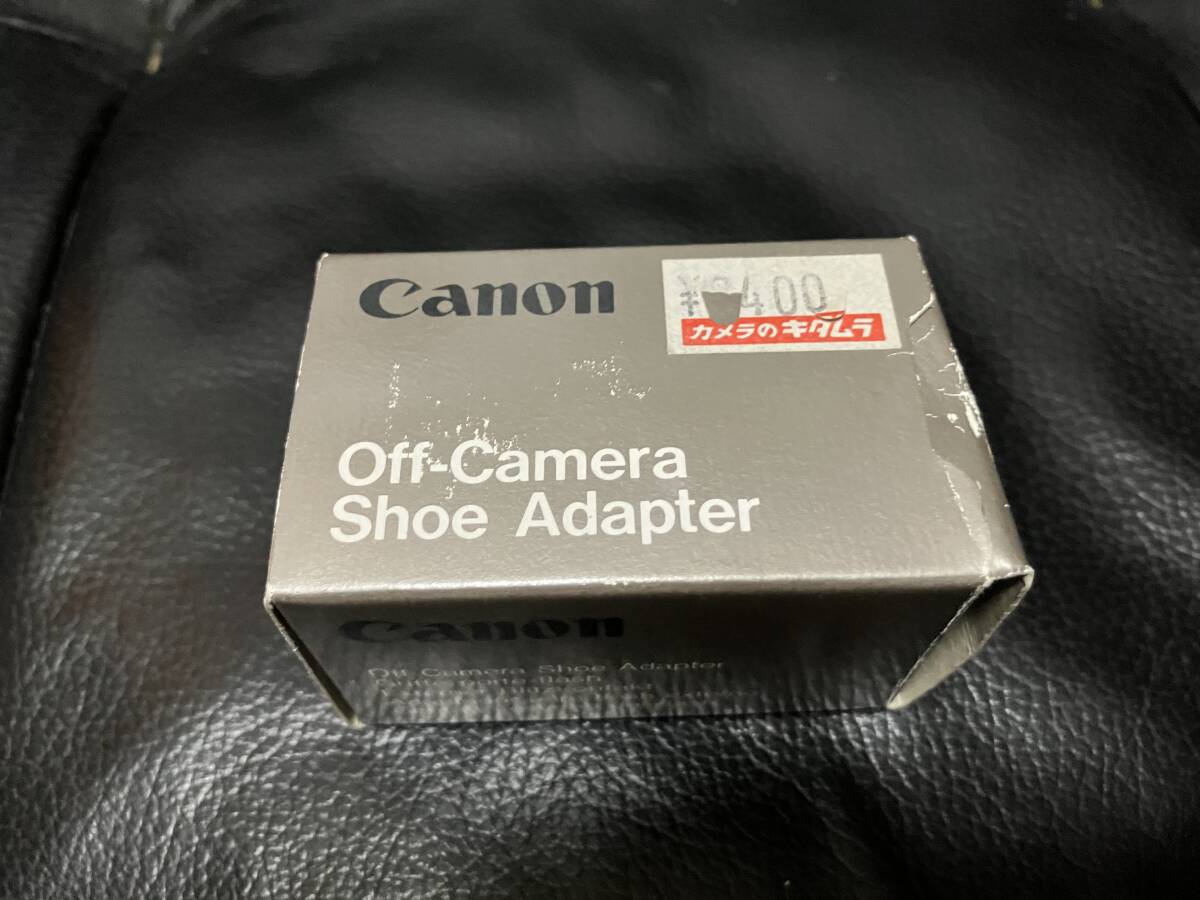 Canon
¥400
カメラのキタムラ
Off-Camera
Shoe Adapter
Canon
Off Camera Shoe Adapter